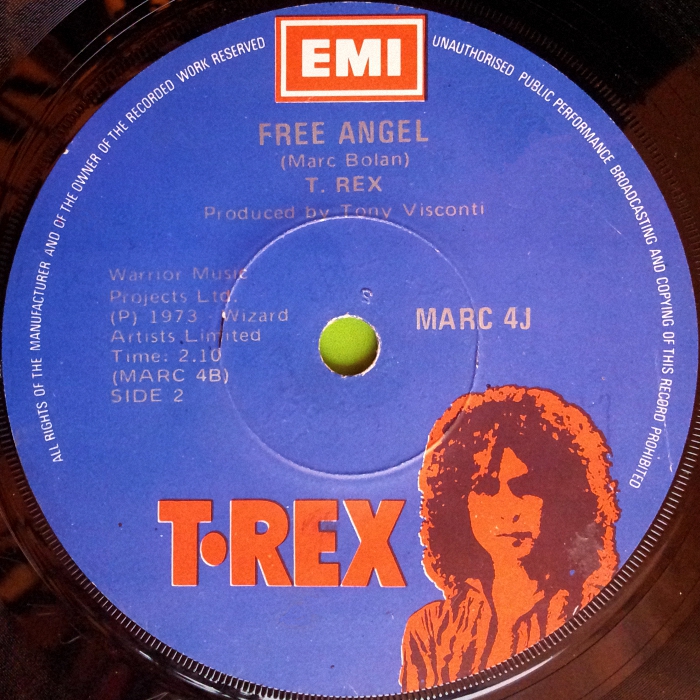 EMI
ALL RIGHTS OF THE MANUFACTURER AND OF THE OWNER OF THE RECORDED WORK RESERVED
UNAUTHORISED PUBLIC PERFORMANCE BROADCASTING AND COPYING OF THIS RECORD PROHIBITED
FREE ANGEL
(Marc Bolan)
T. REX
Produced by Tony Visconti
Warrior Music
Projects Ltd.
(P) 1973 - Wizard
Artists Limited
Time: 2.10
(MARC 4B)
SIDE 2
S
MARC 4J
T•REX